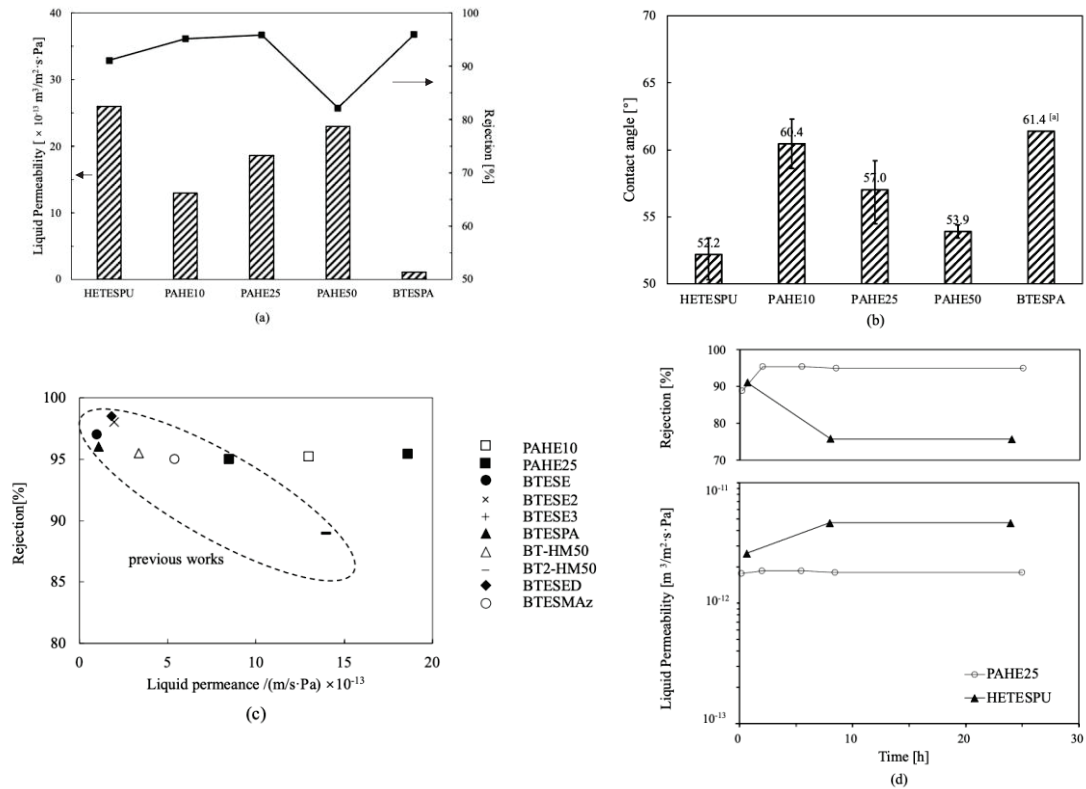 100
90
80
70
60
50
40
30
20
10
0
Liquid Permeability [ × 10⁻¹³ m³/m²·s·Pa]
Rejection
[%]
HETESPU PAHE10 PAHE25 PAHE50 BTESPA
(a)
70
65
60
55
50
Contact angle [°]
52.2
60.4
57.0
53.9
61.4 [a]
HETESPU PAHE10 PAHE25 PAHE50 BTESPA
(b)
100
95
90
85
80
Rejection[%]
previous works
0 5 10 15 20
Liquid permeance /(m/s·Pa) ×10⁻¹³
(c)
PAHE10
PAHE25
BTESE
BTESE2
BTESE3
BTESPA
BT-HM50
BT2-HM50
BTESED
BTESMAz
100
90
80
70
Rejection [%]
10⁻¹¹
10⁻¹²
10⁻¹³
Liquid Permeability [m ³/m²·s·Pa]
PAHE25
HETESPU
0 10 20 30
Time [h]
(d)